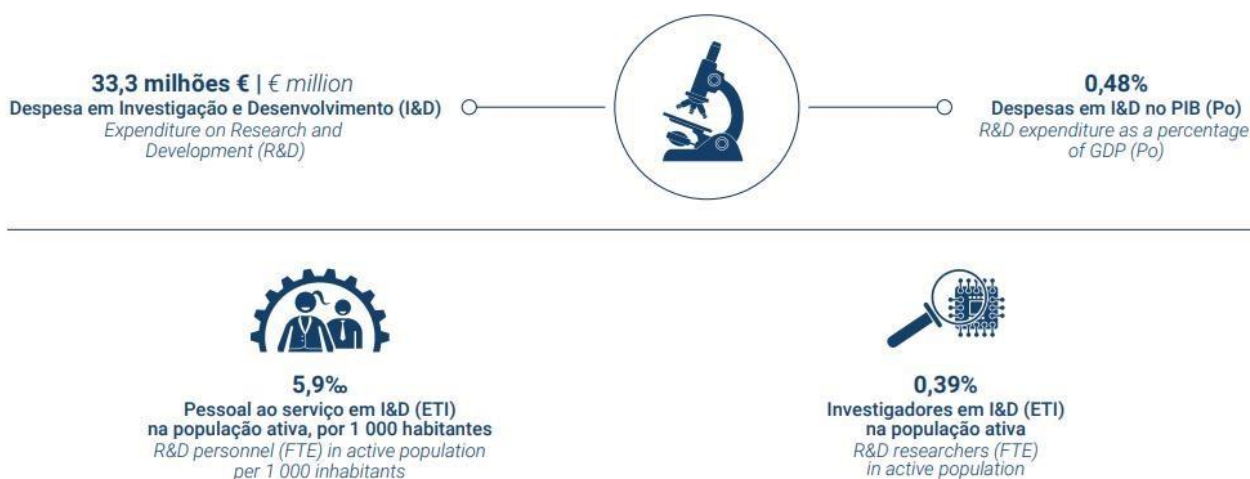 33,3 milhões € | € million
Despesa em Investigação e Desenvolvimento (I&D)
Expenditure on Research and
Development (R&D)
0,48%
Despesas em I&D no PIB (Po)
R&D expenditure as a percentage
of GDP (Po)
5,9‰
Pessoal ao serviço em I&D (ETI)
na população ativa, por 1 000 habitantes
R&D personnel (FTE) in active population
per 1 000 inhabitants
0,39%
Investigadores em I&D (ETI)
na população ativa
R&D researchers (FTE)
in active population